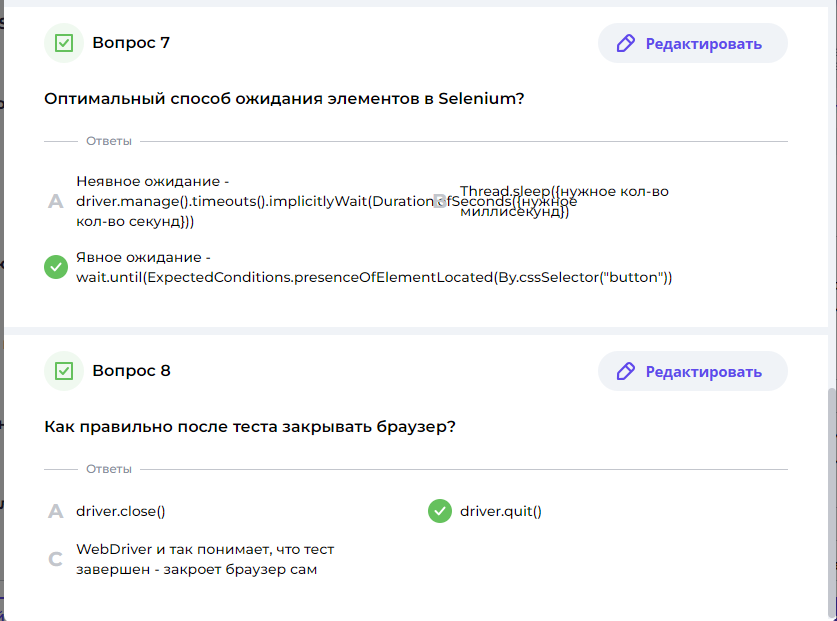 Вопрос 7
Редактировать
Оптимальный способ ожидания элементов в Selenium?
Ответы
A
Неявное ожидание -
driver.manage().timeouts().implicitlyWait(DurationOfSeconds({нужное
кол-во секунд}))
B
Thread.sleep({нужное кол-во
миллисекунд})
Явное ожидание -
wait.until(ExpectedConditions.presenceOfElementLocated(By.cssSelector("button"))
Вопрос 8
Редактировать
Как правильно после теста закрывать браузер?
Ответы
A
driver.close()
driver.quit()
C
WebDriver и так понимает, что тест
завершен - закроет браузер сам